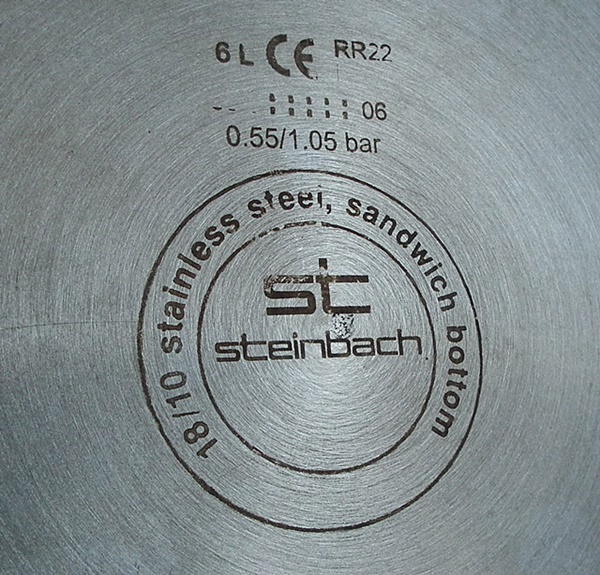 6 L CE RR22
06
0.55/1.05 bar
18/10 stainless steel, sandwich bottom
st
steinbach